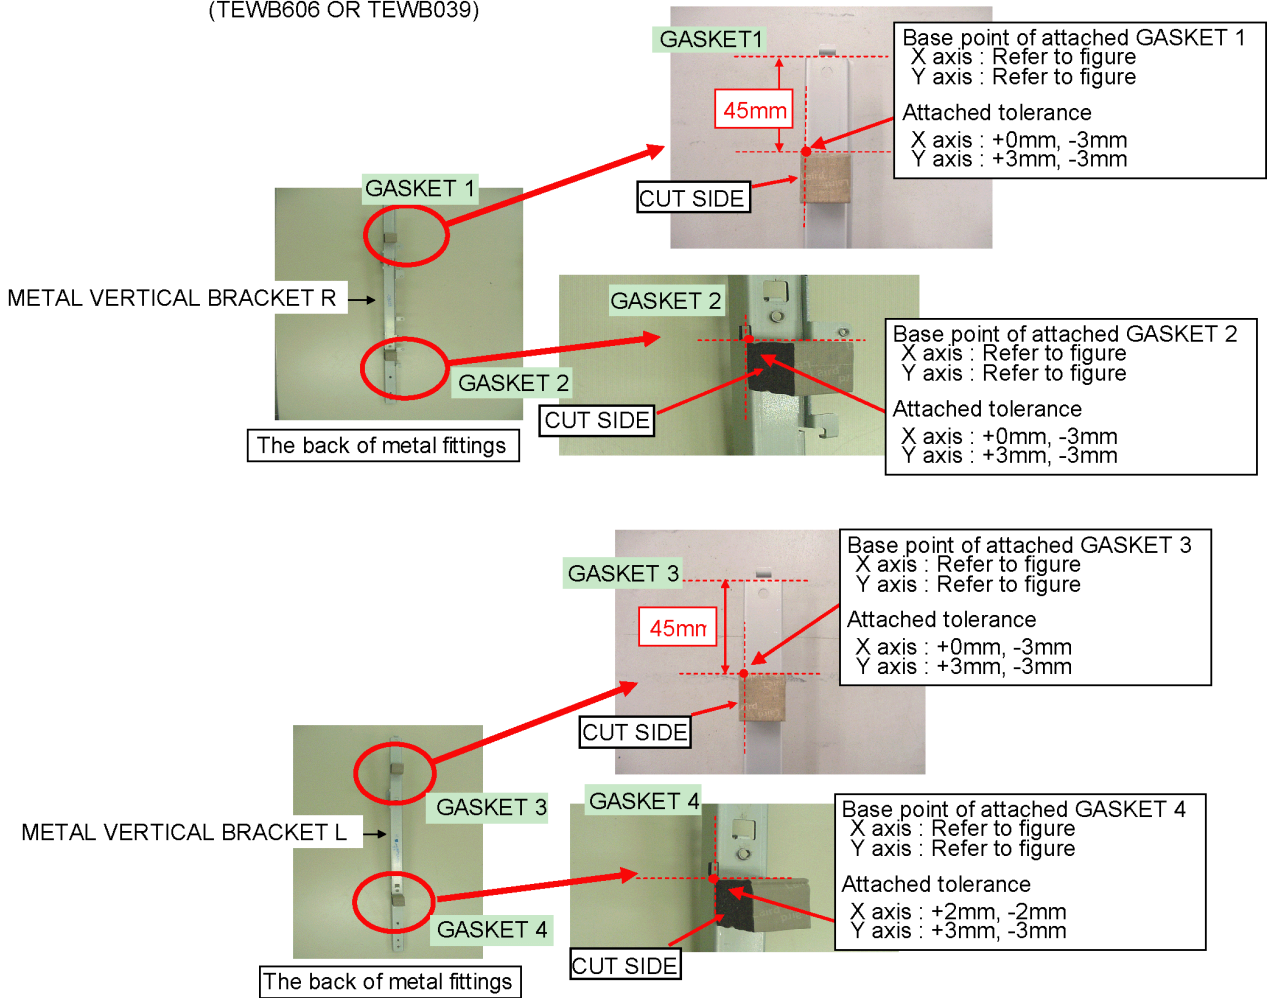 (TEWB606 OR TEWB039)
GASKET1
45mm
CUT SIDE
Base point of attached GASKET 1
X axis : Refer to figure
Y axis : Refer to figure
Attached tolerance
X axis : +0mm, -3mm
Y axis : +3mm, -3mm
GASKET 1
METAL VERTICAL BRACKET R
GASKET 2
The back of metal fittings
GASKET 2
CUT SIDE
Base point of attached GASKET 2
X axis : Refer to figure
Y axis : Refer to figure
Attached tolerance
X axis : +0mm, -3mm
Y axis : +3mm, -3mm
GASKET 3
45mm
CUT SIDE
Base point of attached GASKET 3
X axis : Refer to figure
Y axis : Refer to figure
Attached tolerance
X axis : +0mm, -3mm
Y axis : +3mm, -3mm
GASKET 3
METAL VERTICAL BRACKET L
GASKET 4
The back of metal fittings
GASKET 4
CUT SIDE
Base point of attached GASKET 4
X axis : Refer to figure
Y axis : Refer to figure
Attached tolerance
X axis : +2mm, -2mm
Y axis : +3mm, -3mm